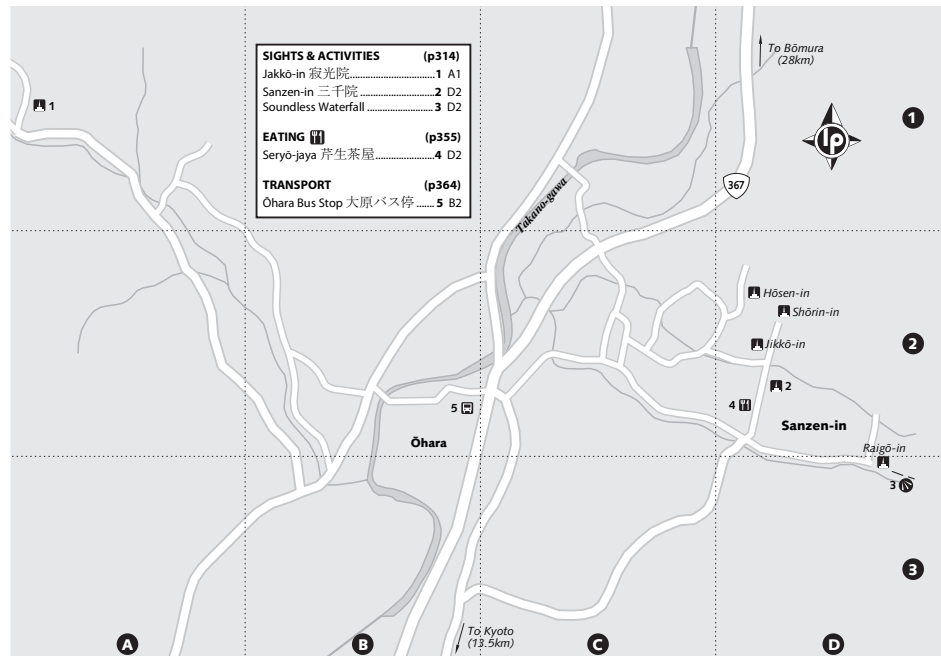 SIGHTS & ACTIVITIES (p314)
Jakkō-in 寂光院..............................1 A1
Sanzen-in 三千院...........................2 D2
Soundless Waterfall......................3 D2
EATING (p355)
Seryō-jaya 芹生茶屋.....................4 D2
TRANSPORT (p364)
Ōhara Bus Stop 大原バス停.....5 B2
To Bōmura
(28km)
lp
1
1
367
Takano-gawa
Hōsen-in
Shōrin-in
Jikkō-in
2
2
4
5
Sanzen-in
Ōhara
Raigō-in
3
3
To Kyoto
(13.5km)
A
B
C
D